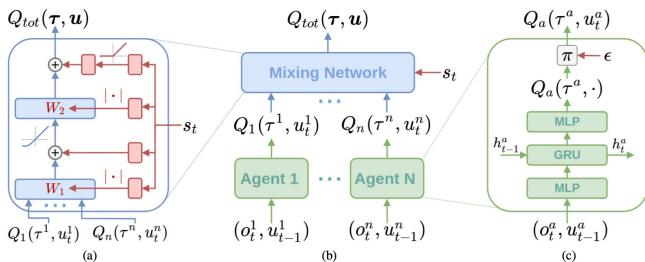 Q_{tot}(τ, u)
W_2
|·|
s_t
W_1
|·|
...
Q_1(τ^1, u_t^1) Q_n(τ^n, u_t^n)
(a)
Q_{tot}(τ, u)
Mixing Network
s_t
...
Q_1(τ^1, u_t^1) Q_n(τ^n, u_t^n)
Agent 1 ... Agent N
(o_t^1, u_{t-1}^1) (o_t^n, u_{t-1}^n)
(b)
Q_a(τ^a, u_t^a)
π ϵ
Q_a(τ^a, ·)
MLP
h_{t-1}^a GRU h_t^a
MLP
(o_t^a, u_{t-1}^a)
(c)